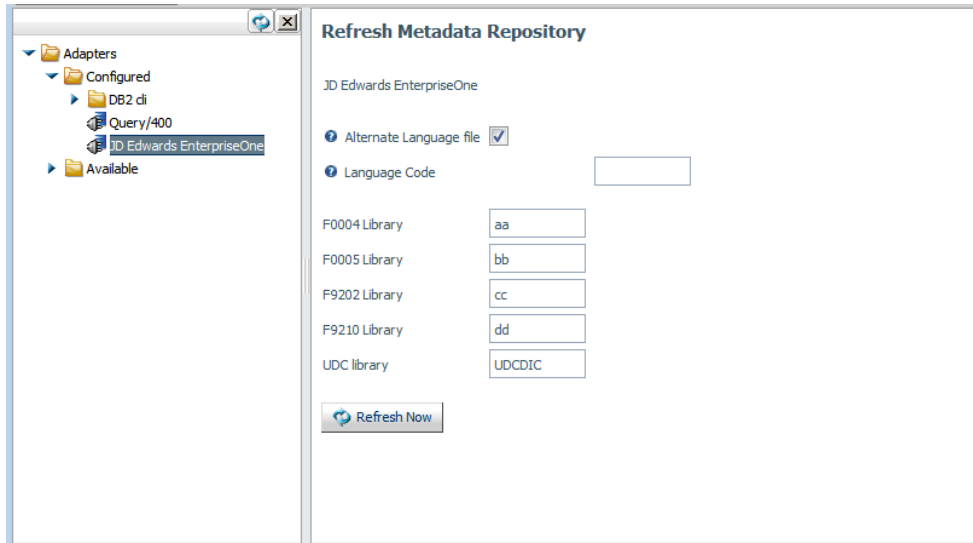 Adapters
Configured
DB2 cli
Query/400
JD Edwards EnterpriseOne
Available
Refresh Metadata Repository
JD Edwards EnterpriseOne
Alternate Language file
Language Code
F0004 Library aa
F0005 Library bb
F9202 Library cc
F9210 Library dd
UDC library UDCDIC
Refresh Now